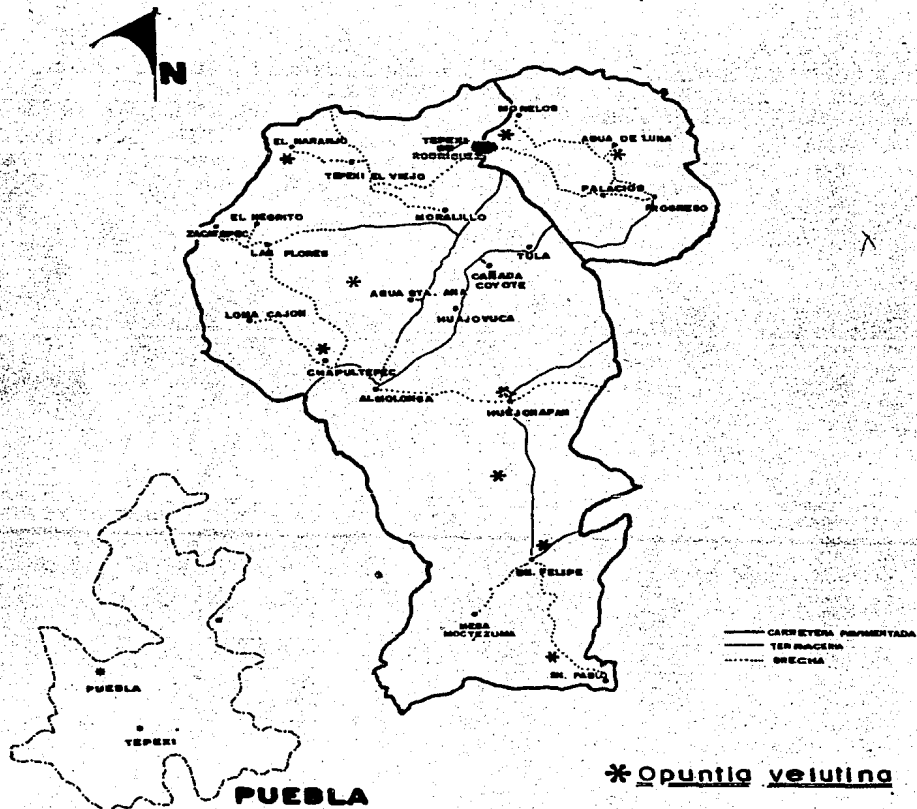 N
MORELOS
EL NARANJO
TEPEXI
DE
RODRIGUEZ
AGUA DE LUNA
TEPEXI EL VIEJO
PALACIOS
PROGRESO
MORALILLO
EL NEGRITO
ZACATEPEC
LAS FLORES
TULA
CAÑADA
COYOTE
AGUA STA. ANA
HUAJOYUCA
LOMA CAJON
CHAPULTEPEC
ALMOLONGA
HUEJONAPAN
SN. FELIPE
MESA
MOCTEZUMA
SN. PABLO
CARRETERA PAVIMENTADA
TERRACERIA
BRECHA
PUEBLA
TEPEXI
PUEBLA
* Opuntia velutina